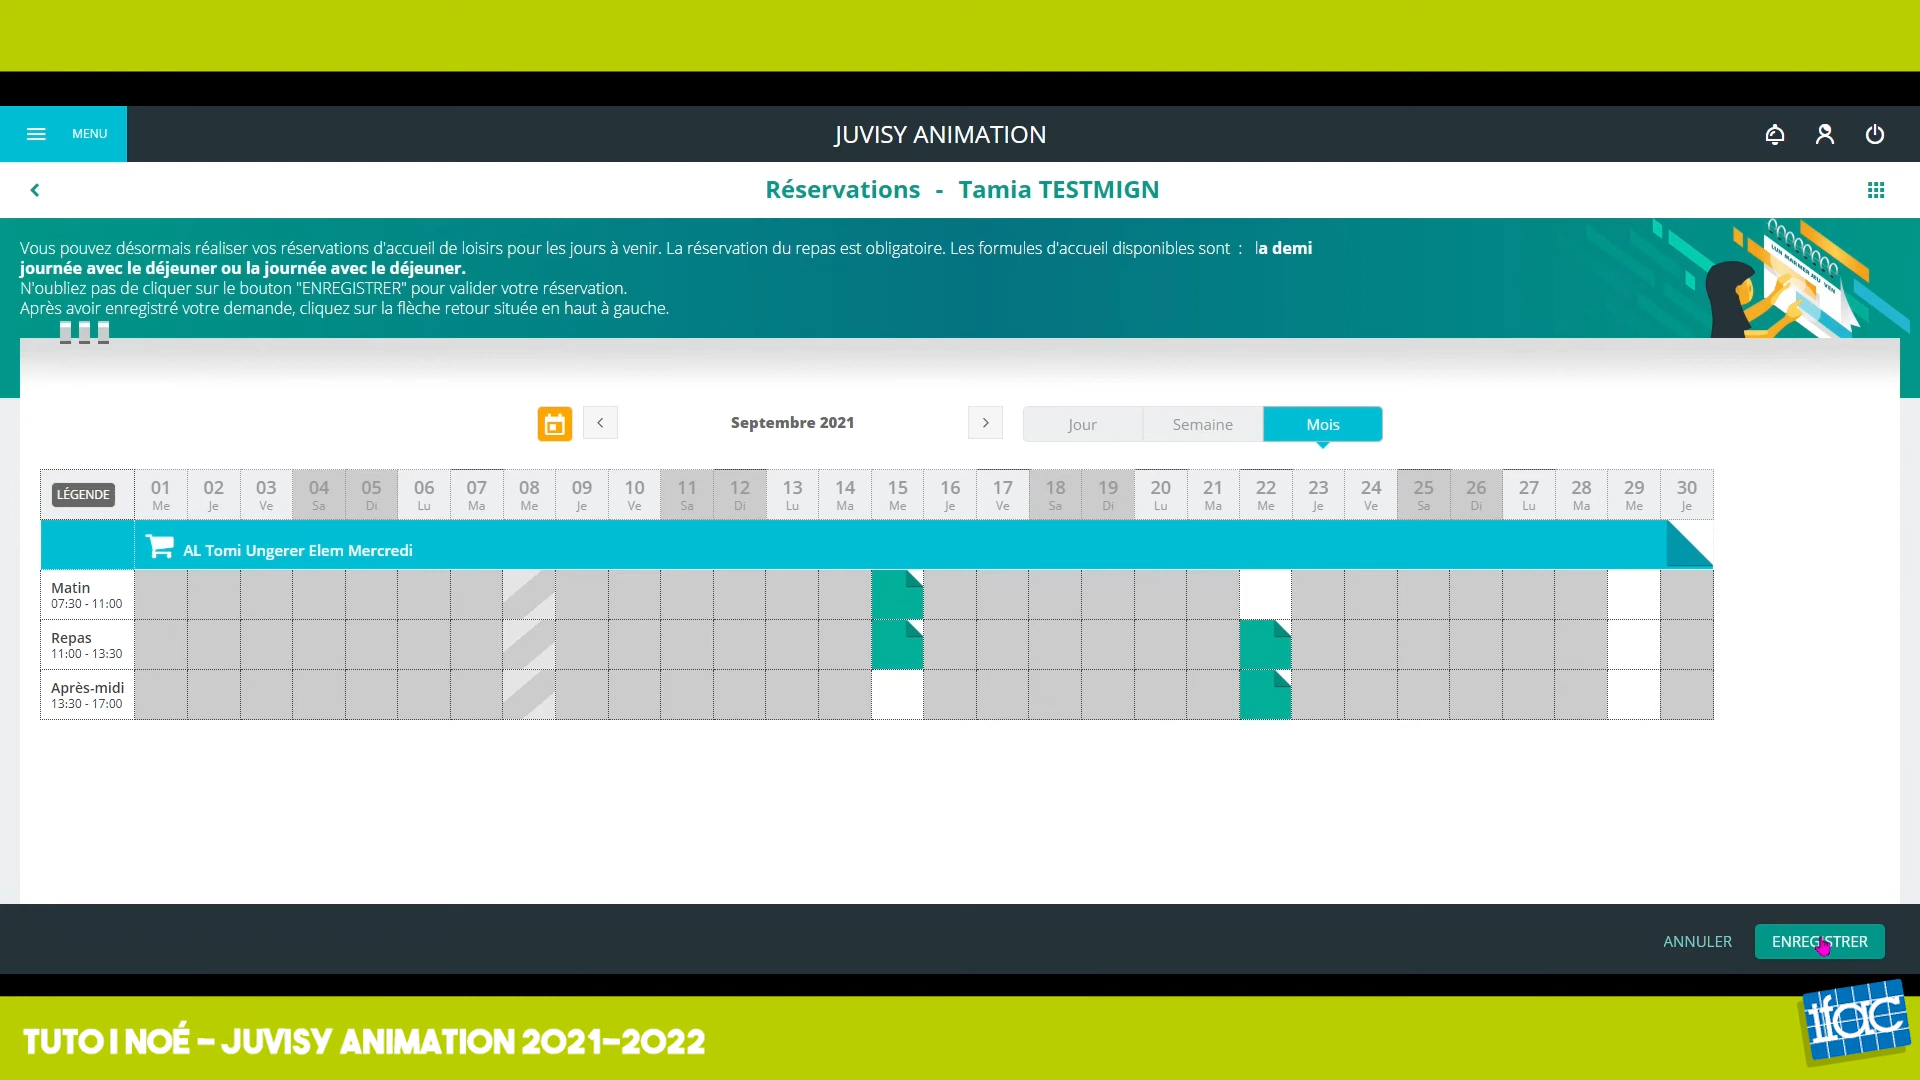 MENU
JUVISY ANIMATION
Réservations - Tamia TESTMIGN
Vous pouvez désormais réaliser vos réservations d'accueil de loisirs pour les jours à venir. La réservation du repas est obligatoire. Les formules d'accueil disponibles sont : la demi
journée avec le déjeuner ou la journée avec le déjeuner.
N'oubliez pas de cliquer sur le bouton "ENREGISTRER" pour valider votre réservation.
Après avoir enregistré votre demande, cliquez sur la flèche retour située en haut à gauche.
LUN MAR MER JEU VEN
Septembre 2021
Jour Semaine Mois
LÉGENDE 01 02 03 04 05 06 07 08 09 10 11 12 13 14 15 16 17 18 19 20 21 22 23 24 25 26 27 28 29 30
Me Je Ve Sa Di Lu Ma Me Je Ve Sa Di Lu Ma Me Je Ve Sa Di Lu Ma Me Je Ve Sa Di Lu Ma Me Je
AL Tomi Ungerer Elem Mercredi
Matin
07:30 - 11:00
Repas
11:00 - 13:30
Après-midi
13:30 - 17:00
ANNULER ENREGISTRER
TUTO I NOÉ - JUVISY ANIMATION 2021-2022
ifac